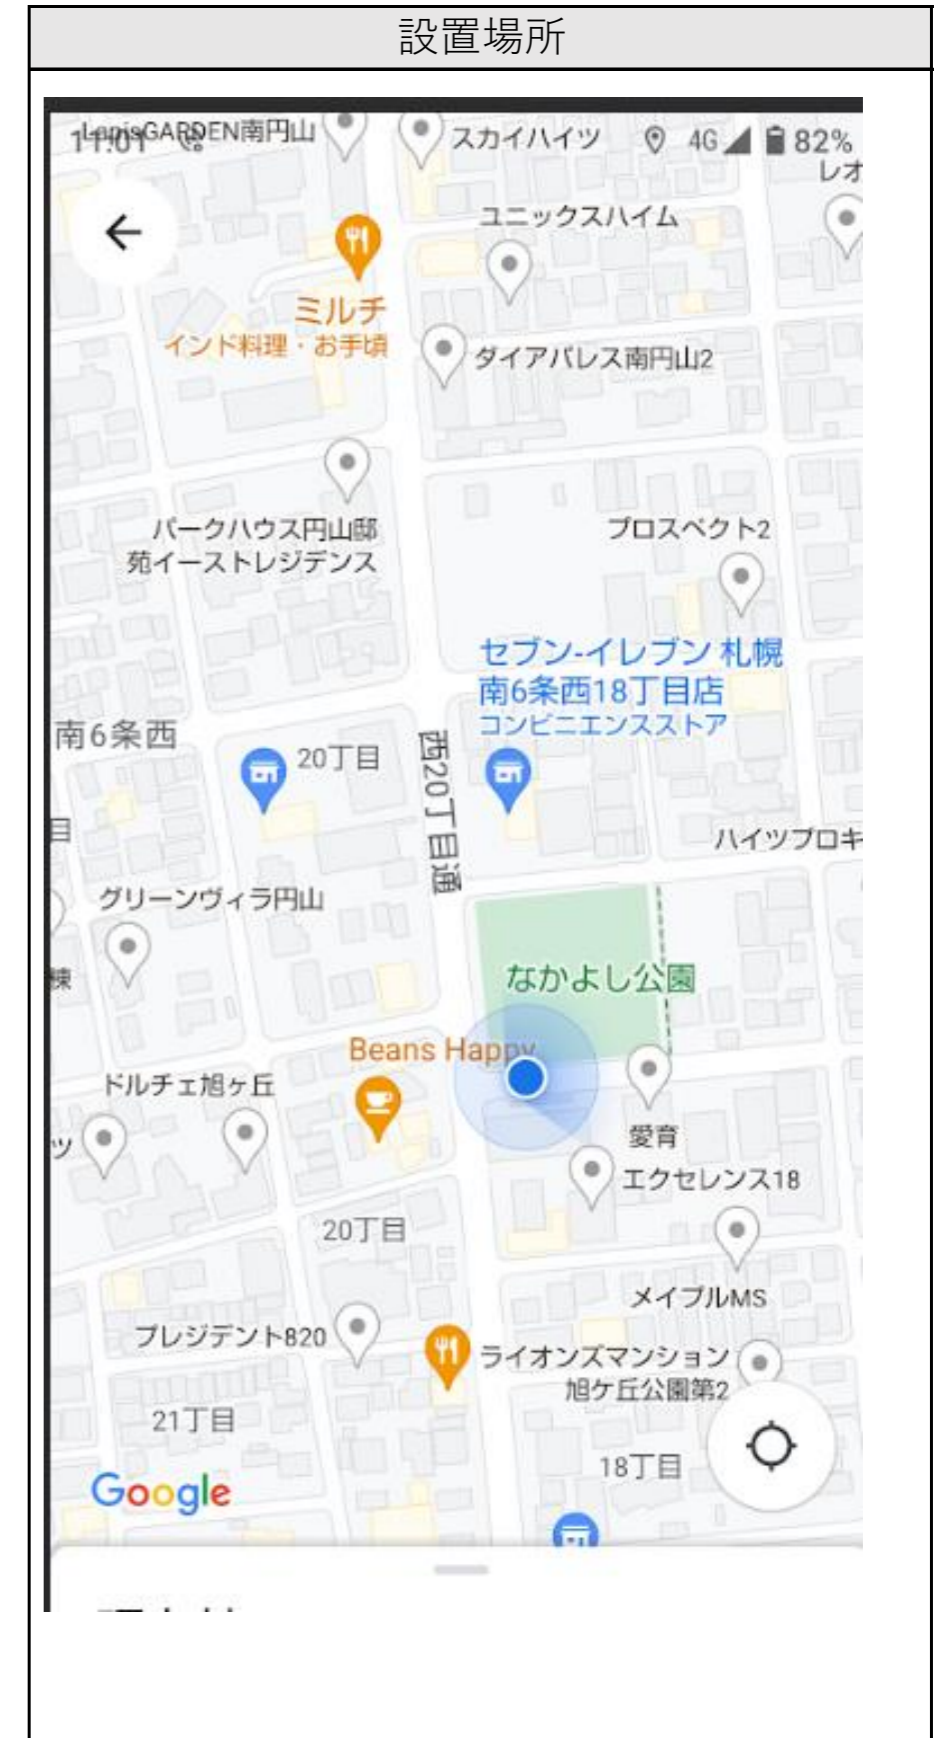 設置場所
LapisGARDEN南円山
11:01
スカイハイツ
4G
82%
レオ
ユニックスハイム
ミルチ
インド料理・お手頃
ダイアパレス南円山2
パークハウス円山邸
苑イーストレジデンス
プロスペクト2
セブン-イレブン 札幌
南6条西18丁目店
コンビニエンスストア
南6条西
20丁目
西20丁目通
目
ハイツプロキ
グリーンヴィラ円山
棟
なかよし公園
Beans Happy
ドルチェ旭ヶ丘
ツ
愛育
エクセレンス18
20丁目
メイプルMS
プレジデント820
ライオンズマンション
旭ケ丘公園第2
21丁目
18丁目
Google